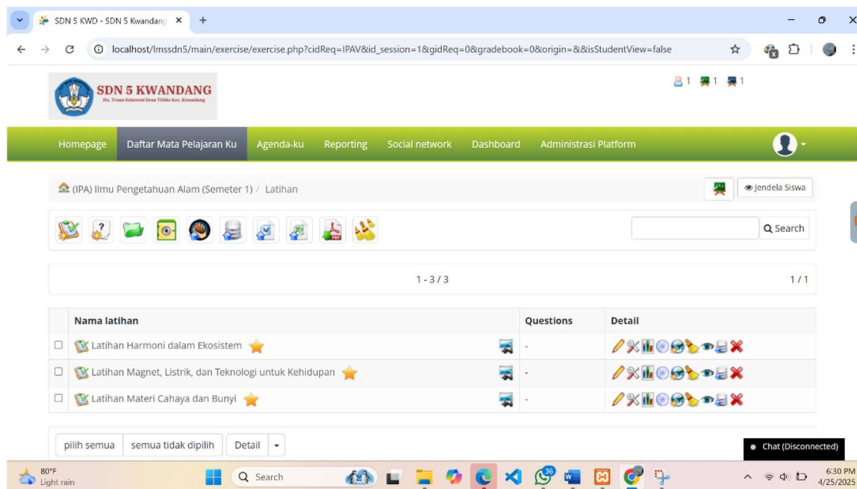 SDN 5 KWD - SDN 5 Kwandang
localhost/lmssdn5/main/exercise/exercise.php?cidReq=IPAV&id_session=1&gidReq=0&gradebook=0&origin=&&isStudentView=false
SDN 5 KWANDANG
1 1 1
Homepage Daftar Mata Pelajaran Ku Agenda-ku Reporting Social network Dashboard Administrasi Platform
(IPA) Ilmu Pengetahuan Alam (Semeter 1) / Latihan
Jendela Siswa
Search
1 - 3 / 3 1 / 1
Nama latihan Questions Detail
Latihan Harmoni dalam Ekosistem -
Latihan Magnet, Listrik, dan Teknologi untuk Kehidupan -
Latihan Materi Cahaya dan Bunyi -
pilih semua semua tidak dipilih Detail
Chat (Disconnected)
80°F
Light rain
Search
36
6:30 PM
4/25/2025